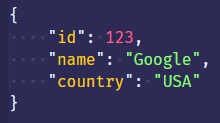 {
    "id": 123,
    "name": "Google",
    "country": "USA"
}